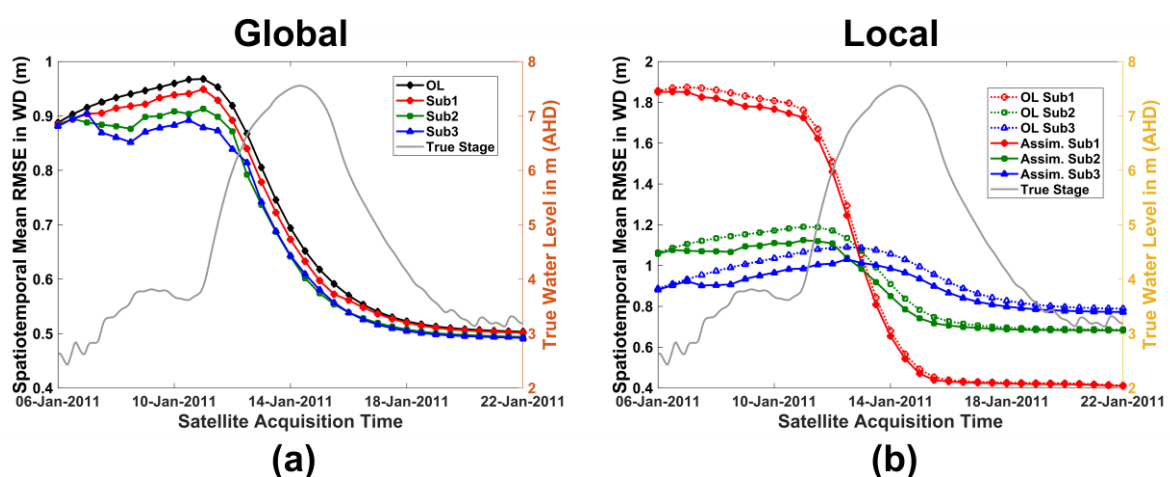 Global
Spatiotemporal Mean RMSE in WD (m)
1
0.9
0.8
0.7
0.6
0.5
0.4
OL
Sub1
Sub2
Sub3
True Stage
8
7
6
5
4
3
2
True Water Level in m (AHD)
06-Jan-2011 10-Jan-2011 14-Jan-2011 18-Jan-2011 22-Jan-2011
Satellite Acquisition Time
(a)
Local
Spatiotemporal Mean RMSE in WD (m)
2
1.8
1.6
1.4
1.2
1
0.8
0.6
0.4
OL Sub1
OL Sub2
OL Sub3
Assim. Sub1
Assim. Sub2
Assim. Sub3
True Stage
8
7
6
5
4
3
2
True Water Level in m (AHD)
06-Jan-2011 10-Jan-2011 14-Jan-2011 18-Jan-2011 22-Jan-2011
Satellite Acquisition Time
(b)